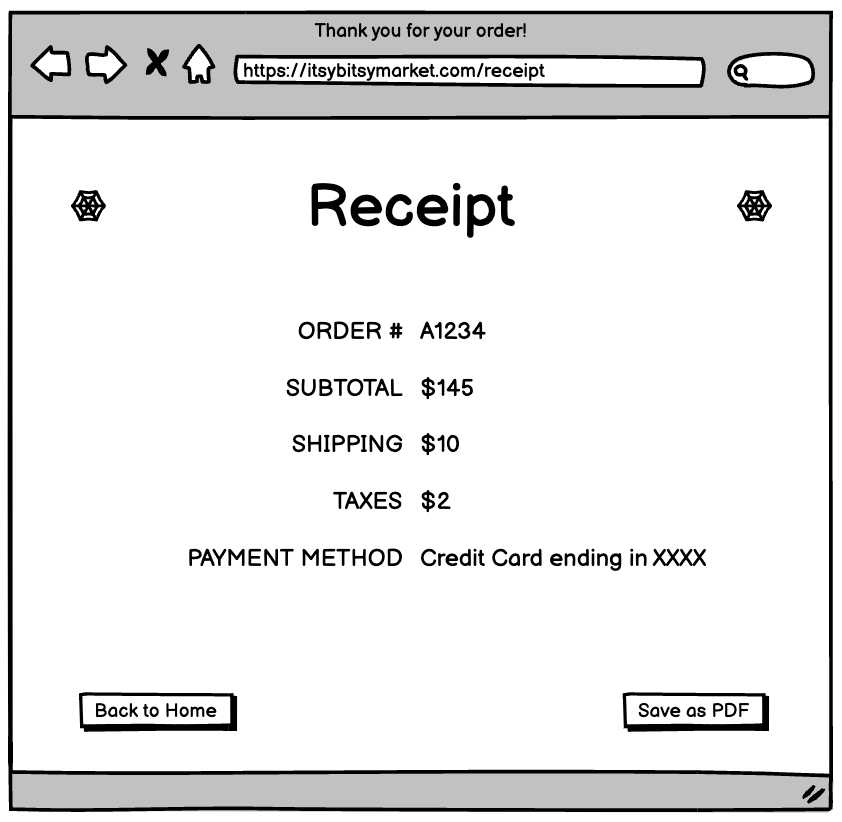 Thank you for your order!
https://itsybitsymarket.com/receipt
Receipt
ORDER # A1234
SUBTOTAL $145
SHIPPING $10
TAXES $2
PAYMENT METHOD Credit Card ending in XXXX
Back to Home
Save as PDF